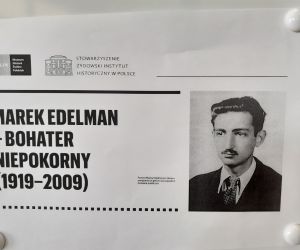 STOWARZYSZENIE
ŻYDOWSKI INSTYTUT
HISTORYCZNY W POLSCE
MAREK EDELMAN
- BOHATER
NIEPOKORNY
(1919–2009)